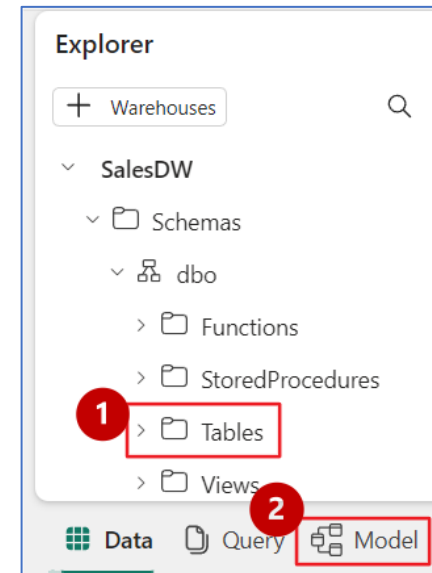 Explorer
+ Warehouses
SalesDW
Schemas
dbo
Functions
StoredProcedures
1
Tables
Views
2
Data Query Model